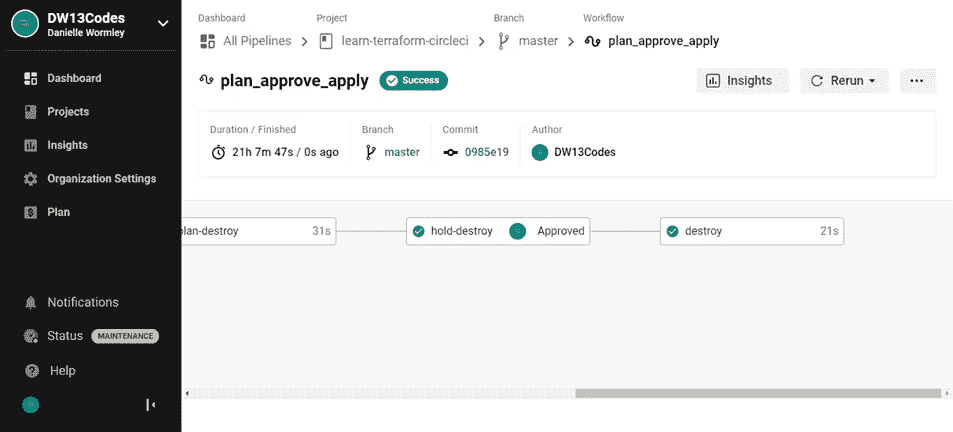 DW13Codes
Danielle Wormley
Dashboard
Projects
Insights
Organization Settings
Plan
Notifications
Status MAINTENANCE
Help
Dashboard Project Branch Workflow
All Pipelines learn-terraform-circleci master plan_approve_apply
plan_approve_apply Success Insights Rerun
Duration / Finished Branch Commit Author
21h 7m 47s / 0s ago master 0985e19 DW13Codes
plan-destroy 31s hold-destroy Approved destroy 21s